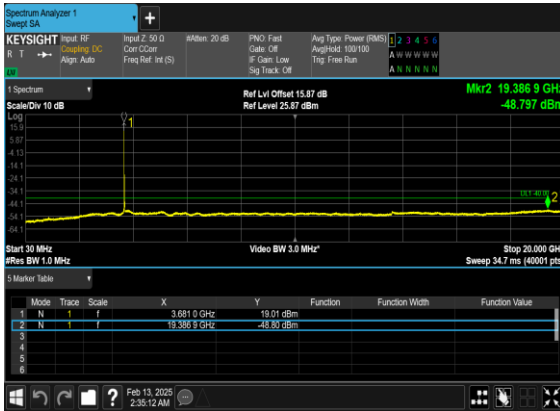 Spectrum Analyzer 1
Swept SA
+
KEYSIGHT Input: RF Input Z: 50 Ω #Atten: 20 dB PNO: Fast Avg Type: Power (RMS) 1 2 3 4 5 6
R T Coupling: DC Corr CCorr Gate: Off Avg|Hold: 100/100 A W W W W W
Align: Auto Freq Ref: Int (S) IF Gain: Low Trig: Free Run
Sig Track: Off A N N N N N
1 Spectrum
Mkr2 19.386 9 GHz
Ref Lvl Offset 15.87 dB
Scale/Div 10 dB Ref Level 25.87 dBm -48.797 dBm
Log
15.9
5.87
-4.13
-14.1
-24.1
-34.1
-44.1
-54.1
-64.1
1
DL1 -40.00
2
Start 30 MHz Video BW 3.0 MHz* Stop 20.000 GHz
#Res BW 1.0 MHz Sweep 34.7 ms (40001 pts)
5 Marker Table
Mode Trace Scale X Y Function Function Width Function Value
1 N 1 f 3.681 0 GHz 19.01 dBm
2 N 1 f 19.386 9 GHz -48.80 dBm
3
4
5
6
? Feb 13, 2025
2:35:12 AM